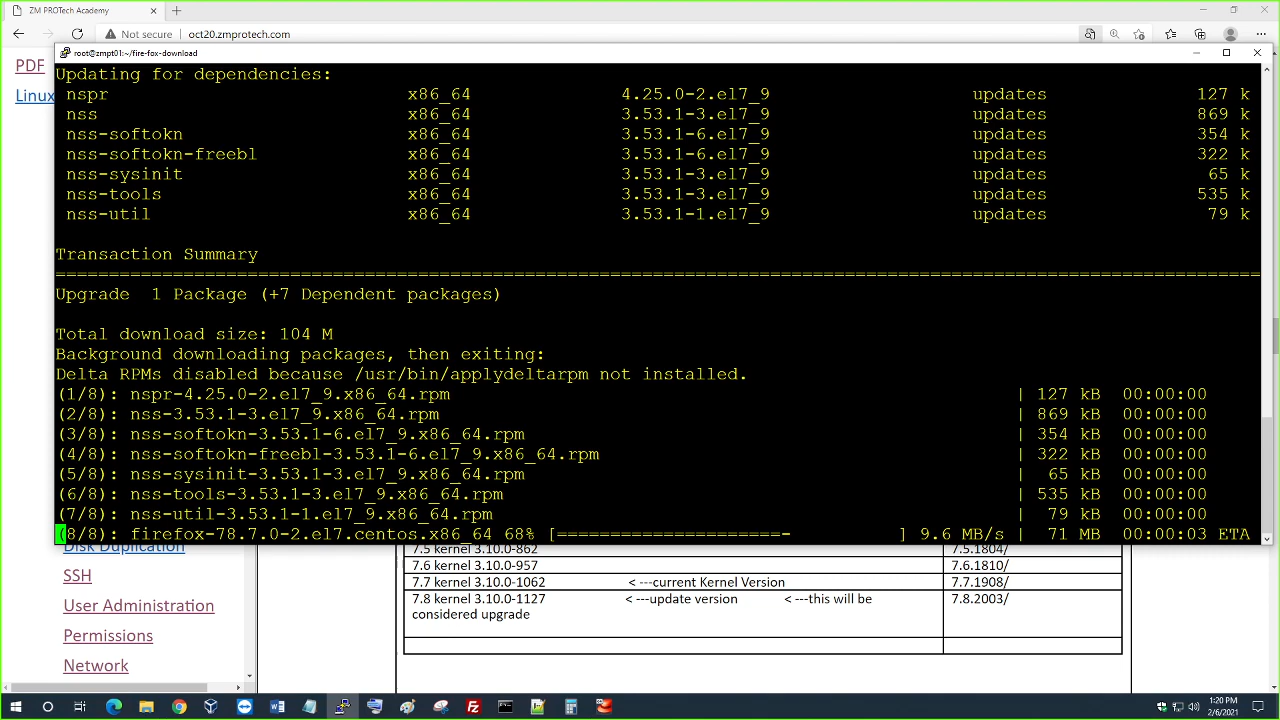 ZM PROTech Academy
Not secure
oct20.zmprotech.com
PDF
Linux
root@zmpt01:~/fire-fox-download
Updating for dependencies:
nspr x86_64 4.25.0-2.el7_9 updates 127 k
nss x86_64 3.53.1-3.el7_9 updates 869 k
nss-softokn x86_64 3.53.1-6.el7_9 updates 354 k
nss-softokn-freebl x86_64 3.53.1-6.el7_9 updates 322 k
nss-sysinit x86_64 3.53.1-3.el7_9 updates 65 k
nss-tools x86_64 3.53.1-3.el7_9 updates 535 k
nss-util x86_64 3.53.1-1.el7_9 updates 79 k
Transaction Summary
================================================================================
Upgrade 1 Package (+7 Dependent packages)
Total download size: 104 M
Background downloading packages, then exiting:
Delta RPMs disabled because /usr/bin/applydeltarpm not installed.
(1/8): nspr-4.25.0-2.el7_9.x86_64.rpm | 127 kB 00:00:00
(2/8): nss-3.53.1-3.el7_9.x86_64.rpm | 869 kB 00:00:00
(3/8): nss-softokn-3.53.1-6.el7_9.x86_64.rpm | 354 kB 00:00:00
(4/8): nss-softokn-freebl-3.53.1-6.el7_9.x86_64.rpm | 322 kB 00:00:00
(5/8): nss-sysinit-3.53.1-3.el7_9.x86_64.rpm | 65 kB 00:00:00
(6/8): nss-tools-3.53.1-3.el7_9.x86_64.rpm | 535 kB 00:00:00
(7/8): nss-util-3.53.1-1.el7_9.x86_64.rpm | 79 kB 00:00:00
(8/8): firefox-78.7.0-2.el7.centos.x86_64 68% [=====================- ] 9.6 MB/s | 71 MB 00:00:03 ETA
Disk Duplication
SSH
User Administration
Permissions
Network
7.5 kernel 3.10.0-862 7.5.1804/
7.6 kernel 3.10.0-957 7.6.1810/
7.7 kernel 3.10.0-1062 < ---current Kernel Version 7.7.1908/
7.8 kernel 3.10.0-1127 < ---update version < ---this will be 7.8.2003/
considered upgrade
1:20 PM
2/6/2021